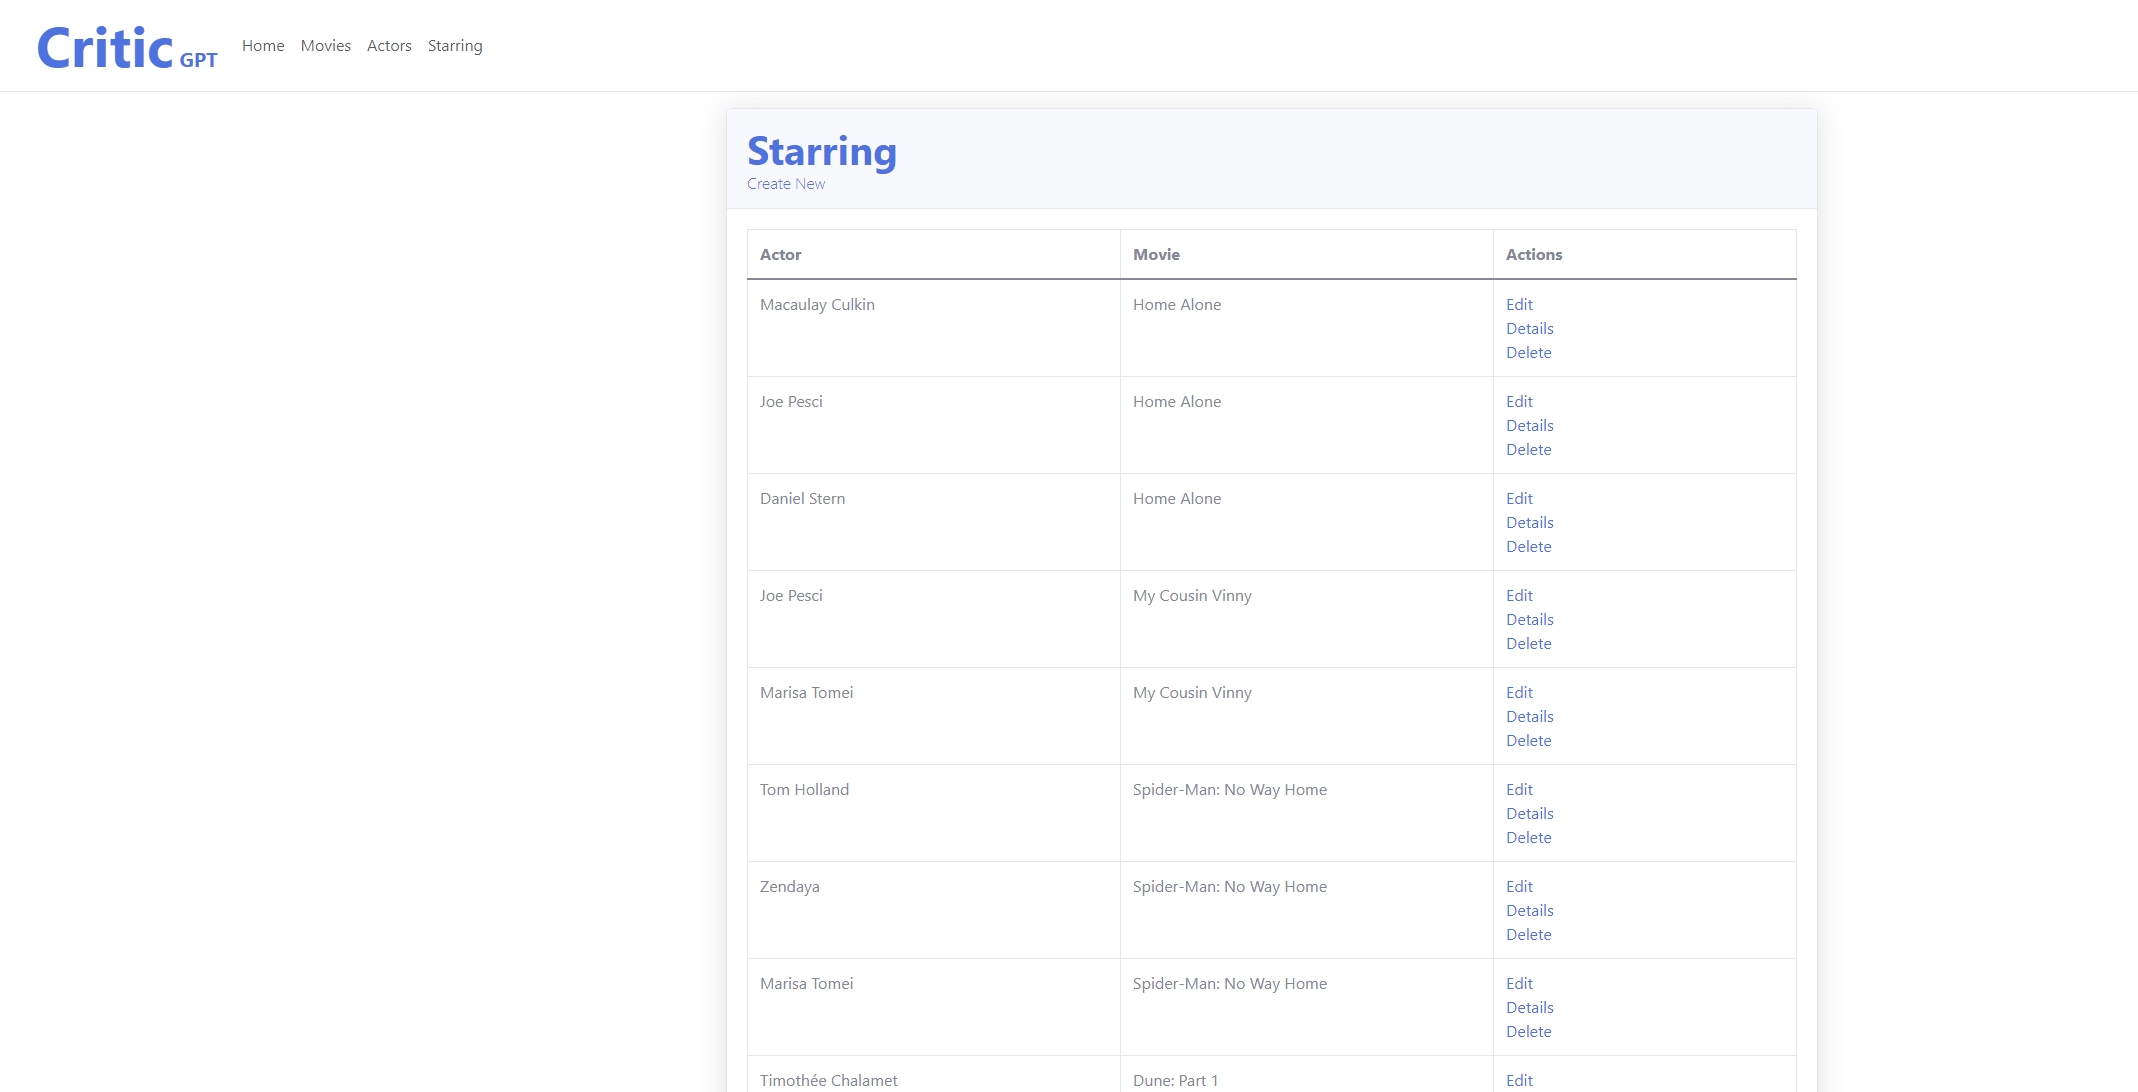 Critic GPT Home Movies Actors Starring
Starring
Create New
Actor Movie Actions
Macaulay Culkin Home Alone Edit
Details
Delete
Joe Pesci Home Alone Edit
Details
Delete
Daniel Stern Home Alone Edit
Details
Delete
Joe Pesci My Cousin Vinny Edit
Details
Delete
Marisa Tomei My Cousin Vinny Edit
Details
Delete
Tom Holland Spider-Man: No Way Home Edit
Details
Delete
Zendaya Spider-Man: No Way Home Edit
Details
Delete
Marisa Tomei Spider-Man: No Way Home Edit
Details
Delete
Timothée Chalamet Dune: Part 1 Edit